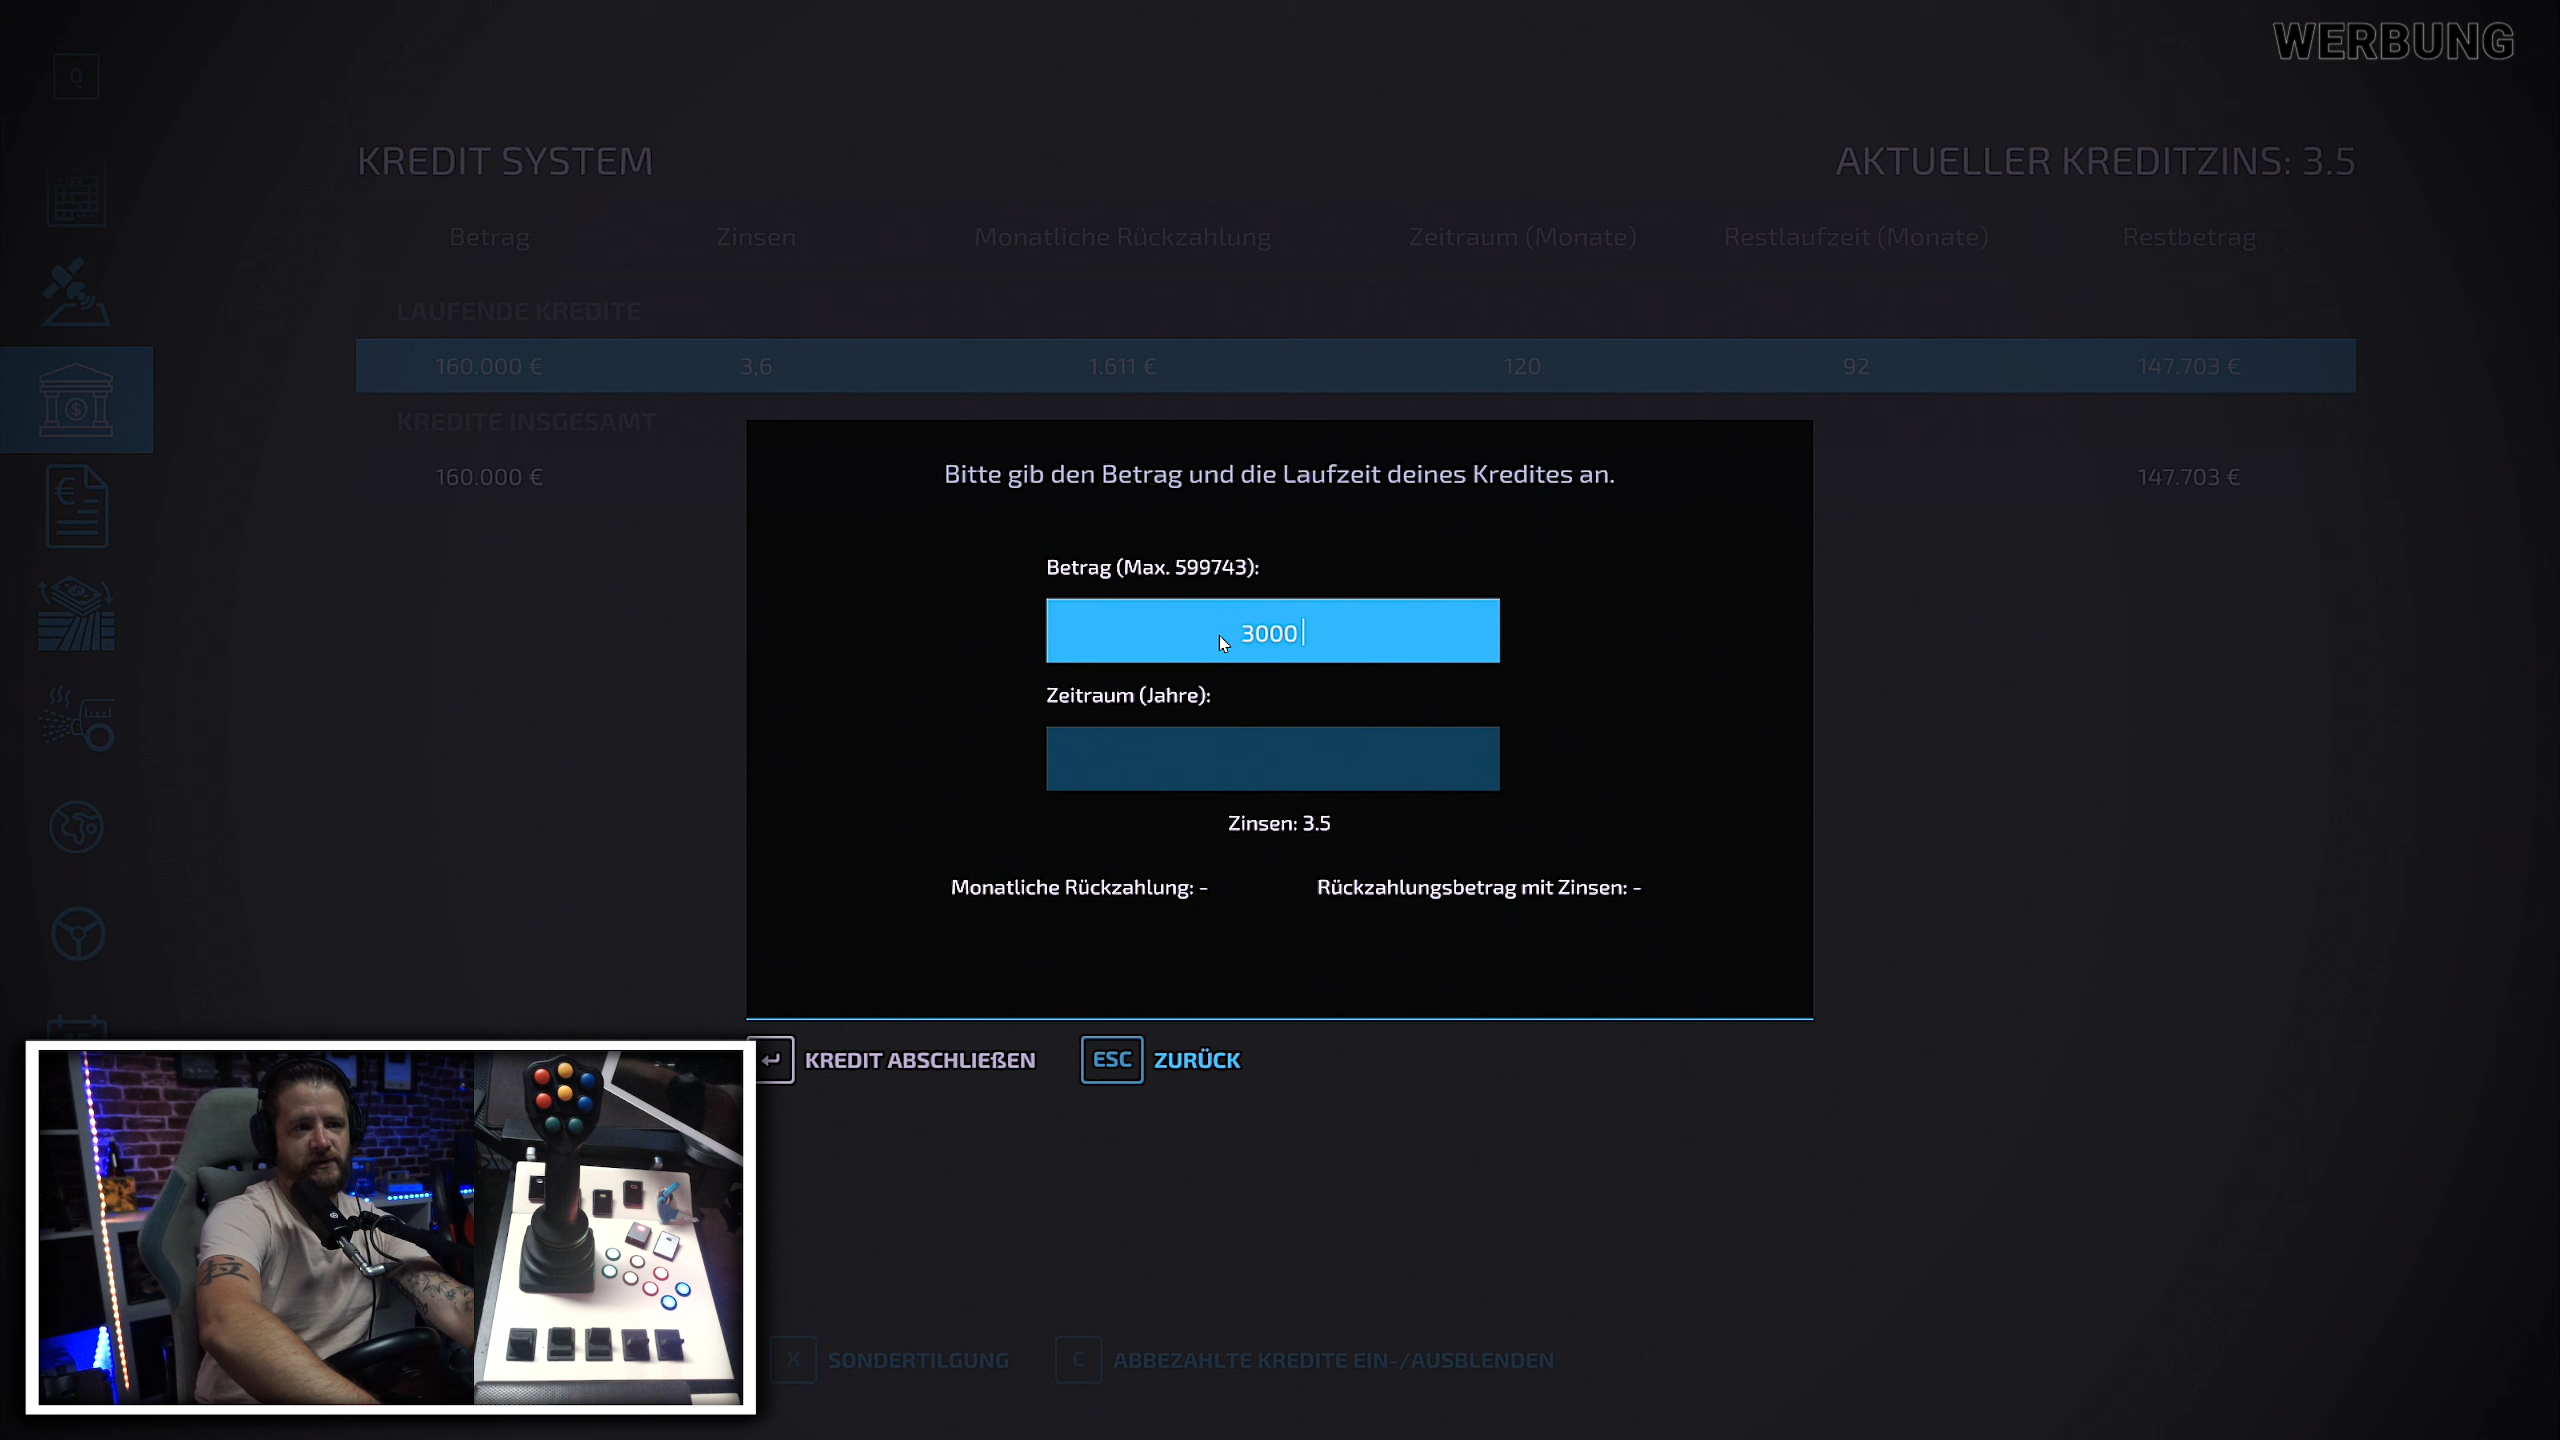 WERBUNG
Q
KREDIT SYSTEM
AKTUELLER KREDITZINS: 3.5
Betrag Zinsen Monatliche Rückzahlung Zeitraum (Monate) Restlaufzeit (Monate) Restbetrag
LAUFENDE KREDITE
160.000 € 3,6 1.611 € 120 92 147.703 €
KREDITE INSGESAMT
160.000 € 147.703 €
Bitte gib den Betrag und die Laufzeit deines Kredites an.
Betrag (Max. 599743):
3000
Zeitraum (Jahre):
Zinsen: 3.5
Monatliche Rückzahlung: - Rückzahlungsbetrag mit Zinsen: -
KREDIT ABSCHLIEßEN ESC ZURÜCK
X SONDERTILGUNG C ABBEZAHLTE KREDITE EIN-/AUSBLENDEN